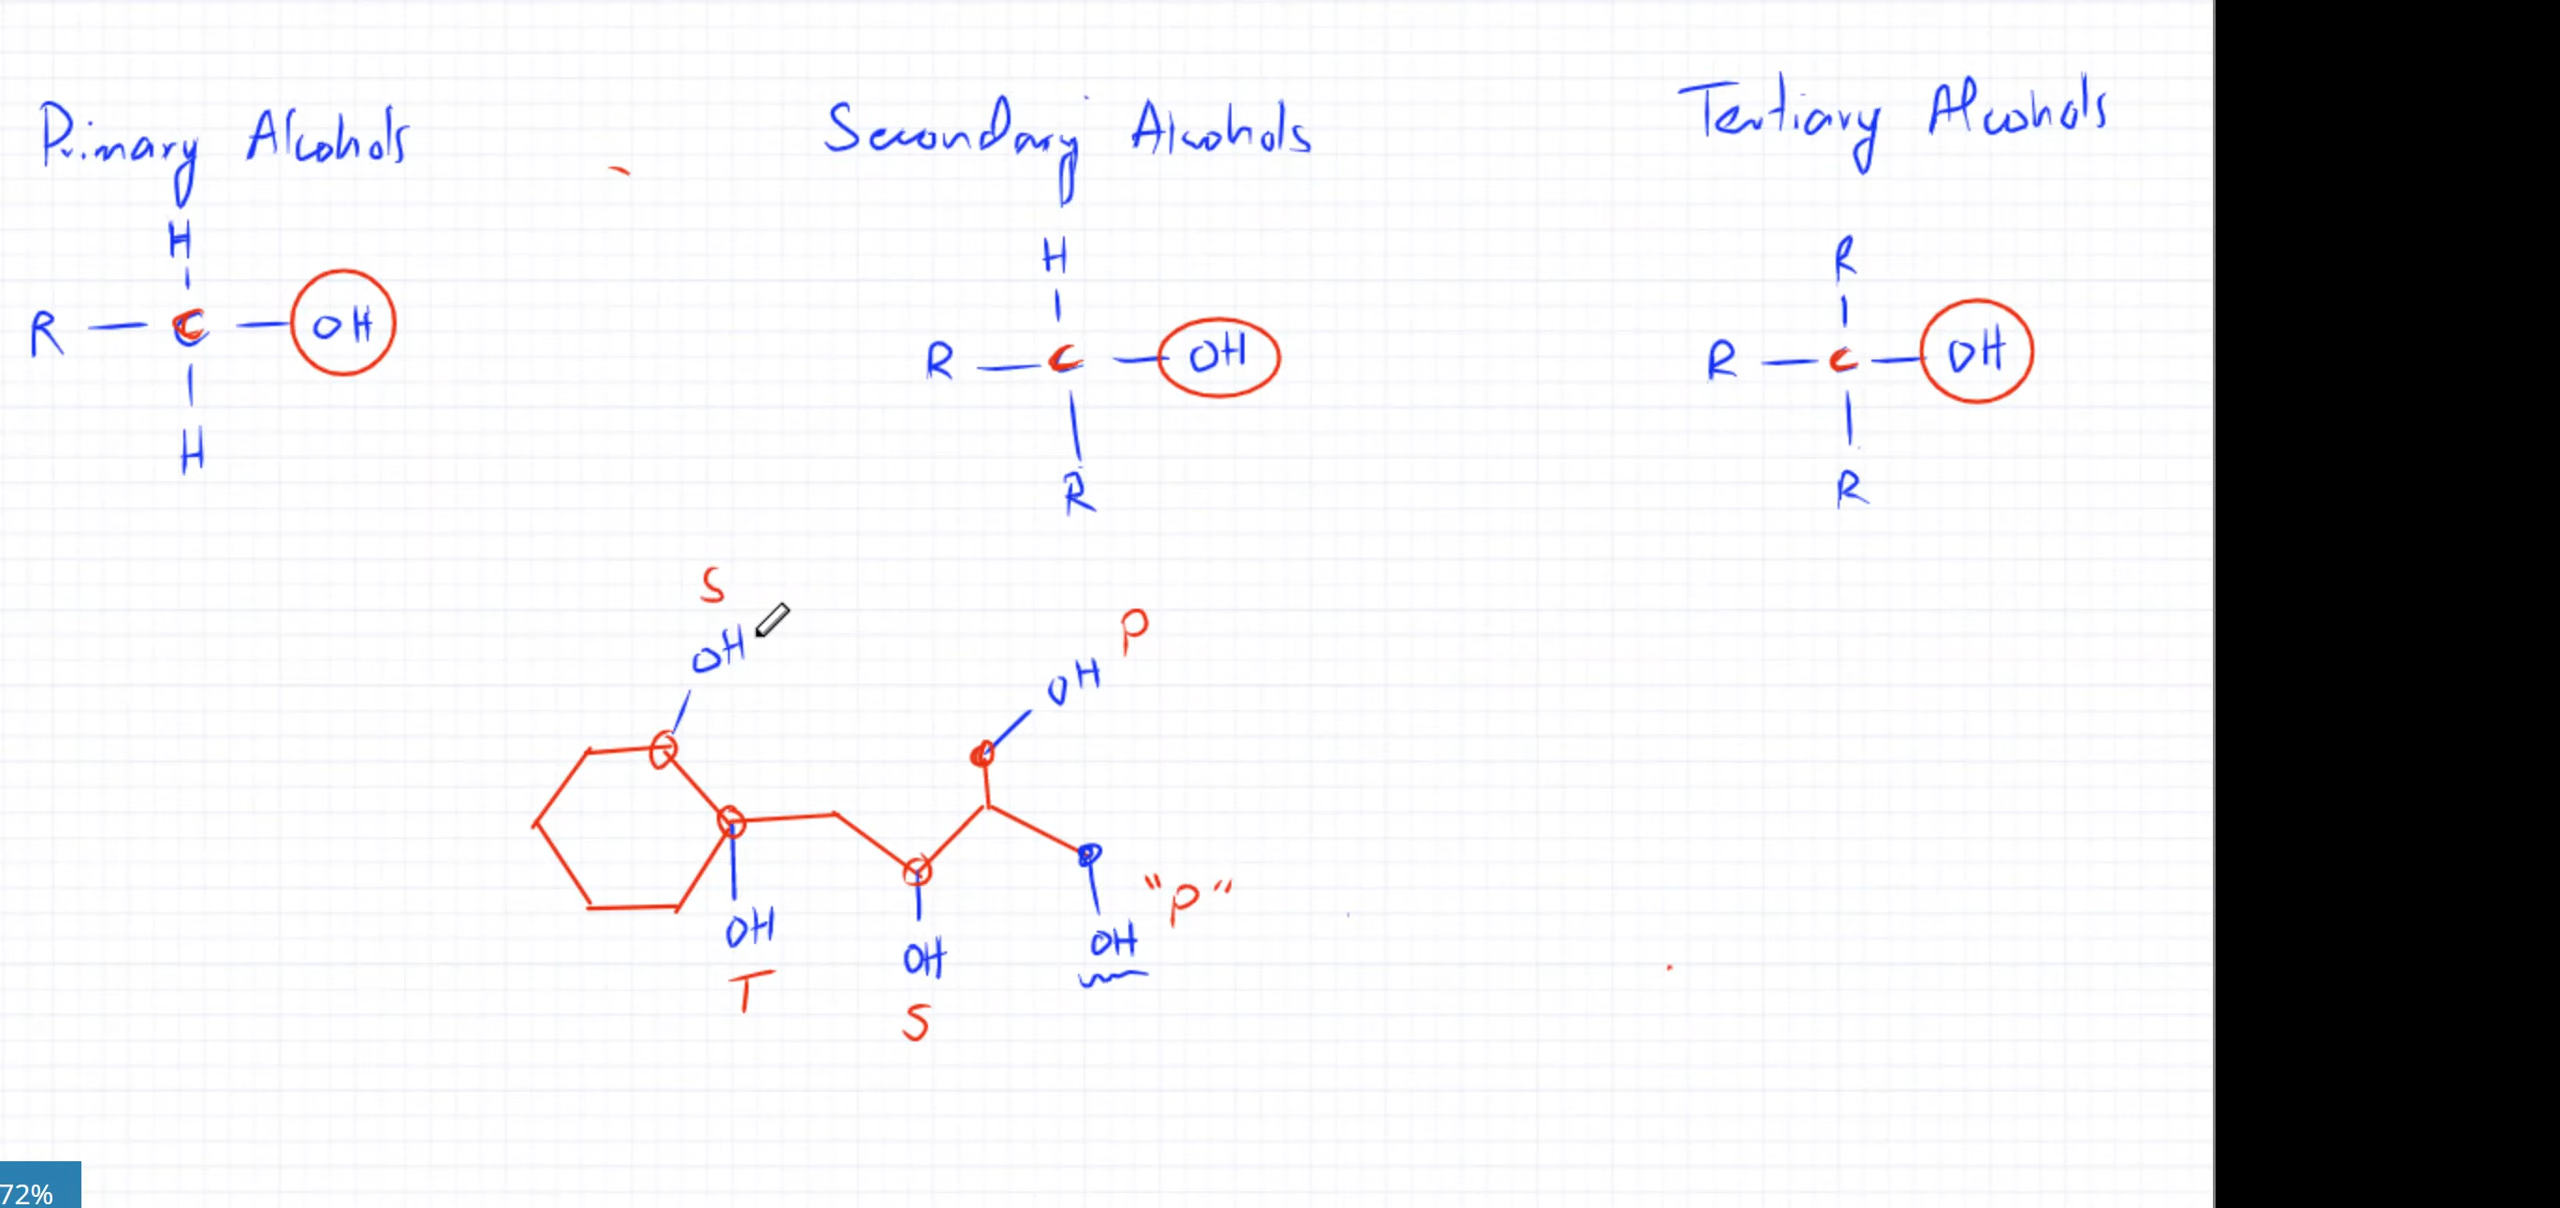 Primary Alcohols
Secondary Alcohols
Tertiary Alcohols
H
R — C — OH
H
H
R — C — OH
R
R
R — C — OH
R
S
OH
P
OH
OH
T
OH
S
"P"
OH
72%